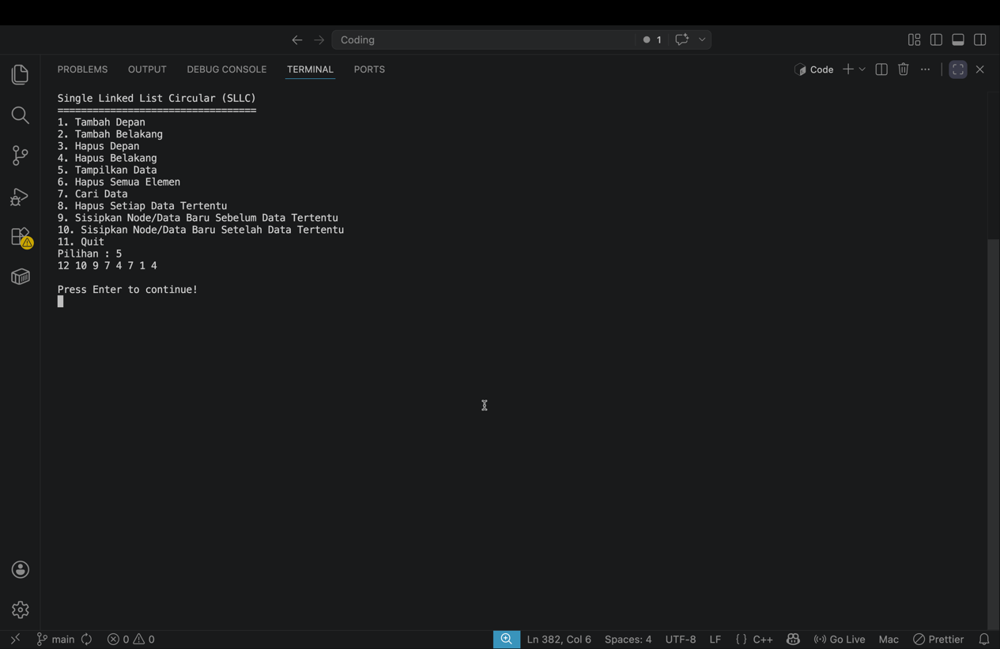 Coding
1
PROBLEMS OUTPUT DEBUG CONSOLE TERMINAL PORTS
Code
Single Linked List Circular (SLLC)
==================================
1. Tambah Depan
2. Tambah Belakang
3. Hapus Depan
4. Hapus Belakang
5. Tampilkan Data
6. Hapus Semua Elemen
7. Cari Data
8. Hapus Setiap Data Tertentu
9. Sisipkan Node/Data Baru Sebelum Data Tertentu
10. Sisipkan Node/Data Baru Setelah Data Tertentu
11. Quit
Pilihan : 5
12 10 9 7 4 7 1 4
Press Enter to continue!
main 0 0 Ln 382, Col 6 Spaces: 4 UTF-8 LF {} C++ Go Live Mac Prettier